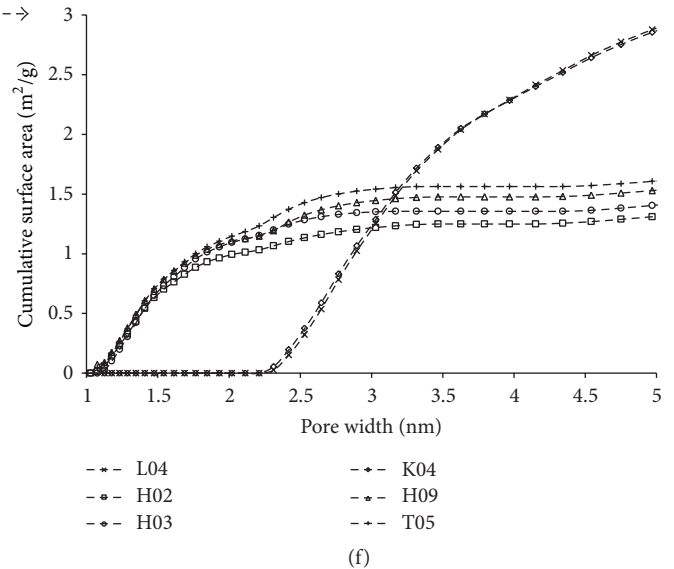 3
2.5
2
1.5
1
0.5
0
Cumulative surface area (m²/g)
1 1.5 2 2.5 3 3.5 4 4.5 5
Pore width (nm)
L04 K04
H02 H09
H03 T05
(f)